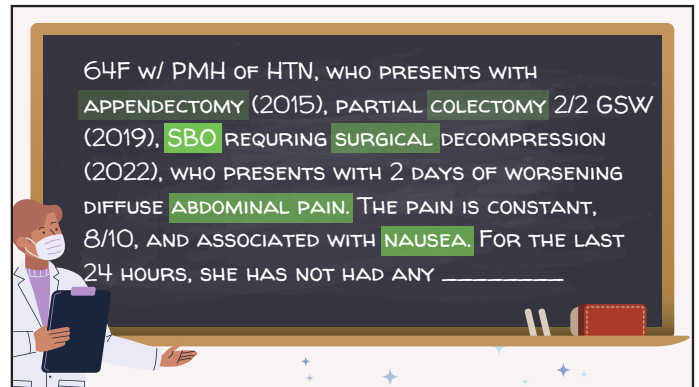 64F w/ PMH of HTN, who presents with
appendectomy (2015), partial colectomy 2/2 GSW
(2019), SBO requring surgical decompression
(2022), who presents with 2 days of worsening
diffuse abdominal pain. The pain is constant,
8/10, and associated with nausea. For the last
24 hours, she has not had any __________